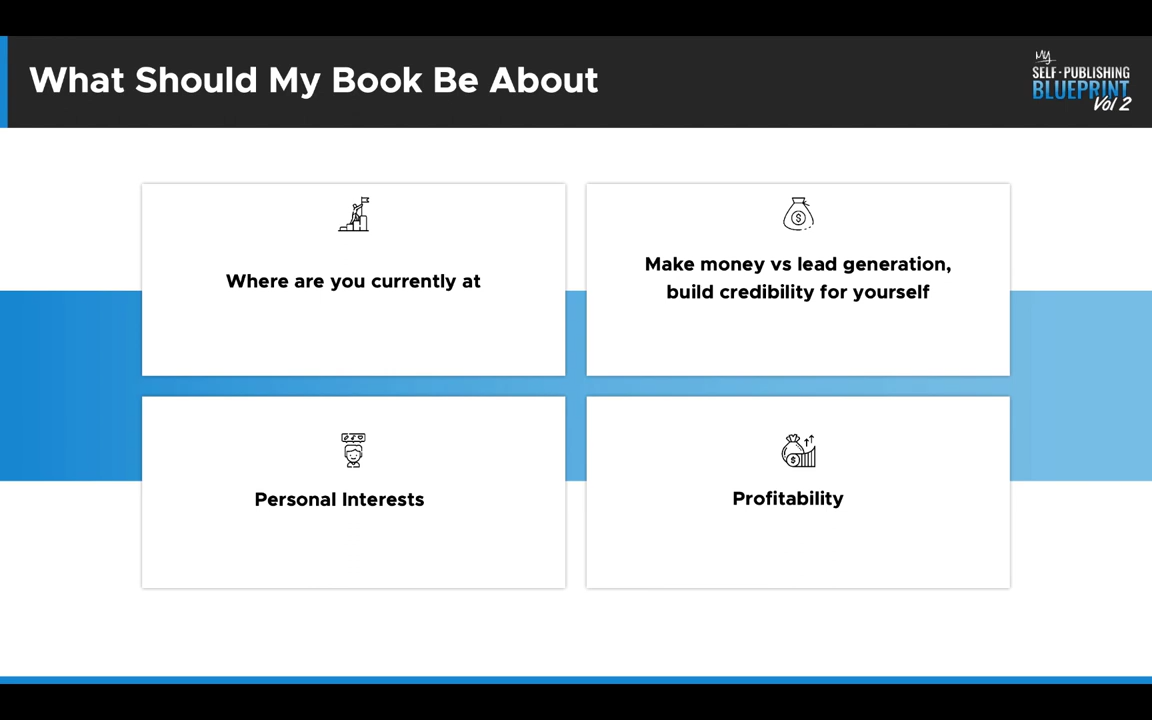 What Should My Book Be About
My
SELF-PUBLISHING
BLUEPRINT
Vol 2
Where are you currently at
Make money vs lead generation,
build credibility for yourself
Personal Interests
Profitability